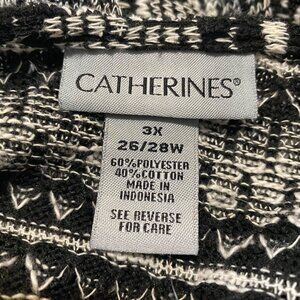 CATHERINES®
3X
26/28W
60% POLYESTER
40% COTTON
MADE IN
INDONESIA
SEE REVERSE
FOR CARE